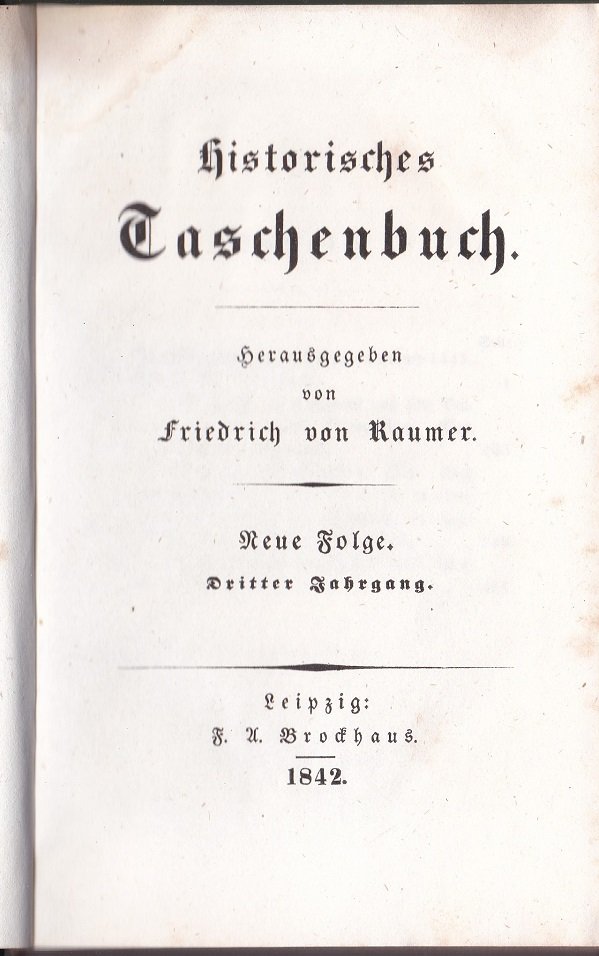 Historisches
Taschenbuch.
Herausgegeben
von
Friedrich von Raumer.
Neue Folge.
Dritter Jahrgang.
Leipzig:
F. A. Brockhaus.
1842.